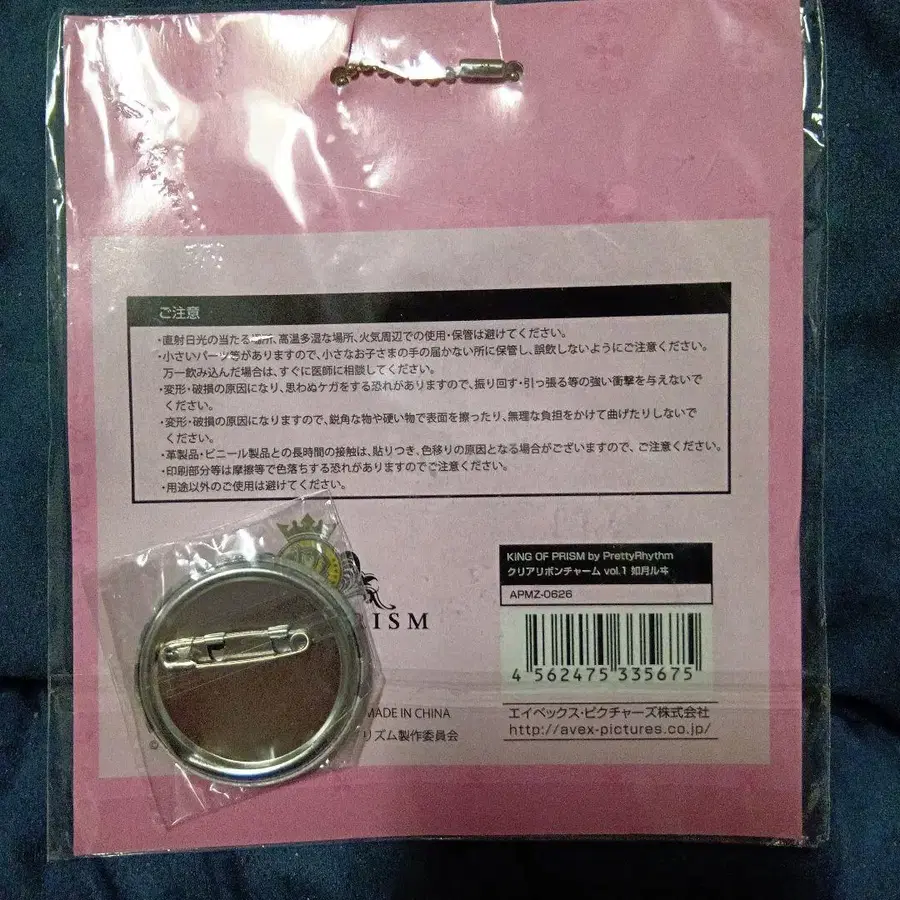 ご注意
・直射日光の当たる場所、高温多湿な場所、火気周辺での使用・保管は避けてください。
・小さいパーツ等がありますので、小さなお子さまの手の届かない所に保管し、誤飲しないようにご注意ください。
万一飲み込んだ場合は、すぐに医師に相談してください。
・変形・破損の原因になり、思わぬケガをする恐れがありますので、振り回す・引っ張る等の強い衝撃を与えないで
ください。
・変形・破損の原因になりますので、鋭角な物や硬い物で表面を擦ったり、無理な負担をかけて曲げたりしないで
ください。
・革製品・ビニール製品との長時間の接触は、貼りつき、色移りの原因となる場合がございますので、ご注意ください。
・印刷部分等は摩擦等で色落ちする恐れがありますのでご注意ください。
・用途以外のご使用は避けてください。
KING OF PRISM by PrettyRhythm
クリアリボンチャーム vol.1 如月ルヰ
APMZ-0626
RISM
4 562475 335675
MADE IN CHINA
エイベックス・ピクチャーズ株式会社
©
リズム製作委員会
http://avex-pictures.co.jp/